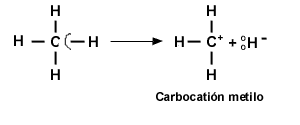 H H
H — C (— H ⟶ H — C⁺ + °°H⁻
H H
Carbocatión metilo